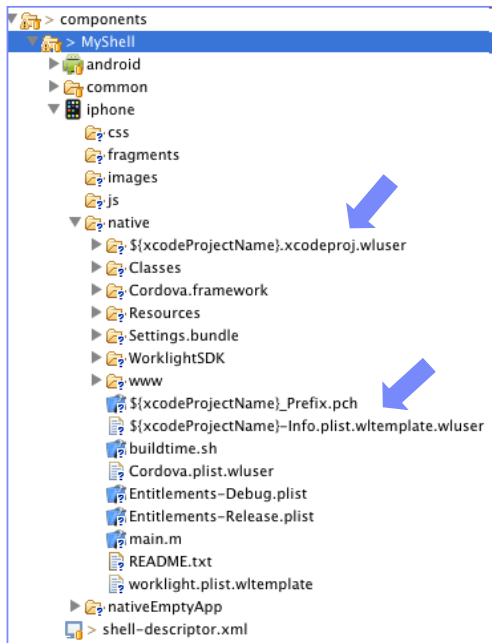 > components
> MyShell
android
common
iphone
css
fragments
images
js
native
${xcodeProjectName}.xcodeproj.wluser
Classes
Cordova.framework
Resources
Settings.bundle
WorklightSDK
www
${xcodeProjectName}_Prefix.pch
${xcodeProjectName}-Info.plist.wltemplate.wluser
buildtime.sh
Cordova.plist.wluser
Entitlements-Debug.plist
Entitlements-Release.plist
main.m
README.txt
worklight.plist.wltemplate
nativeEmptyApp
> shell-descriptor.xml